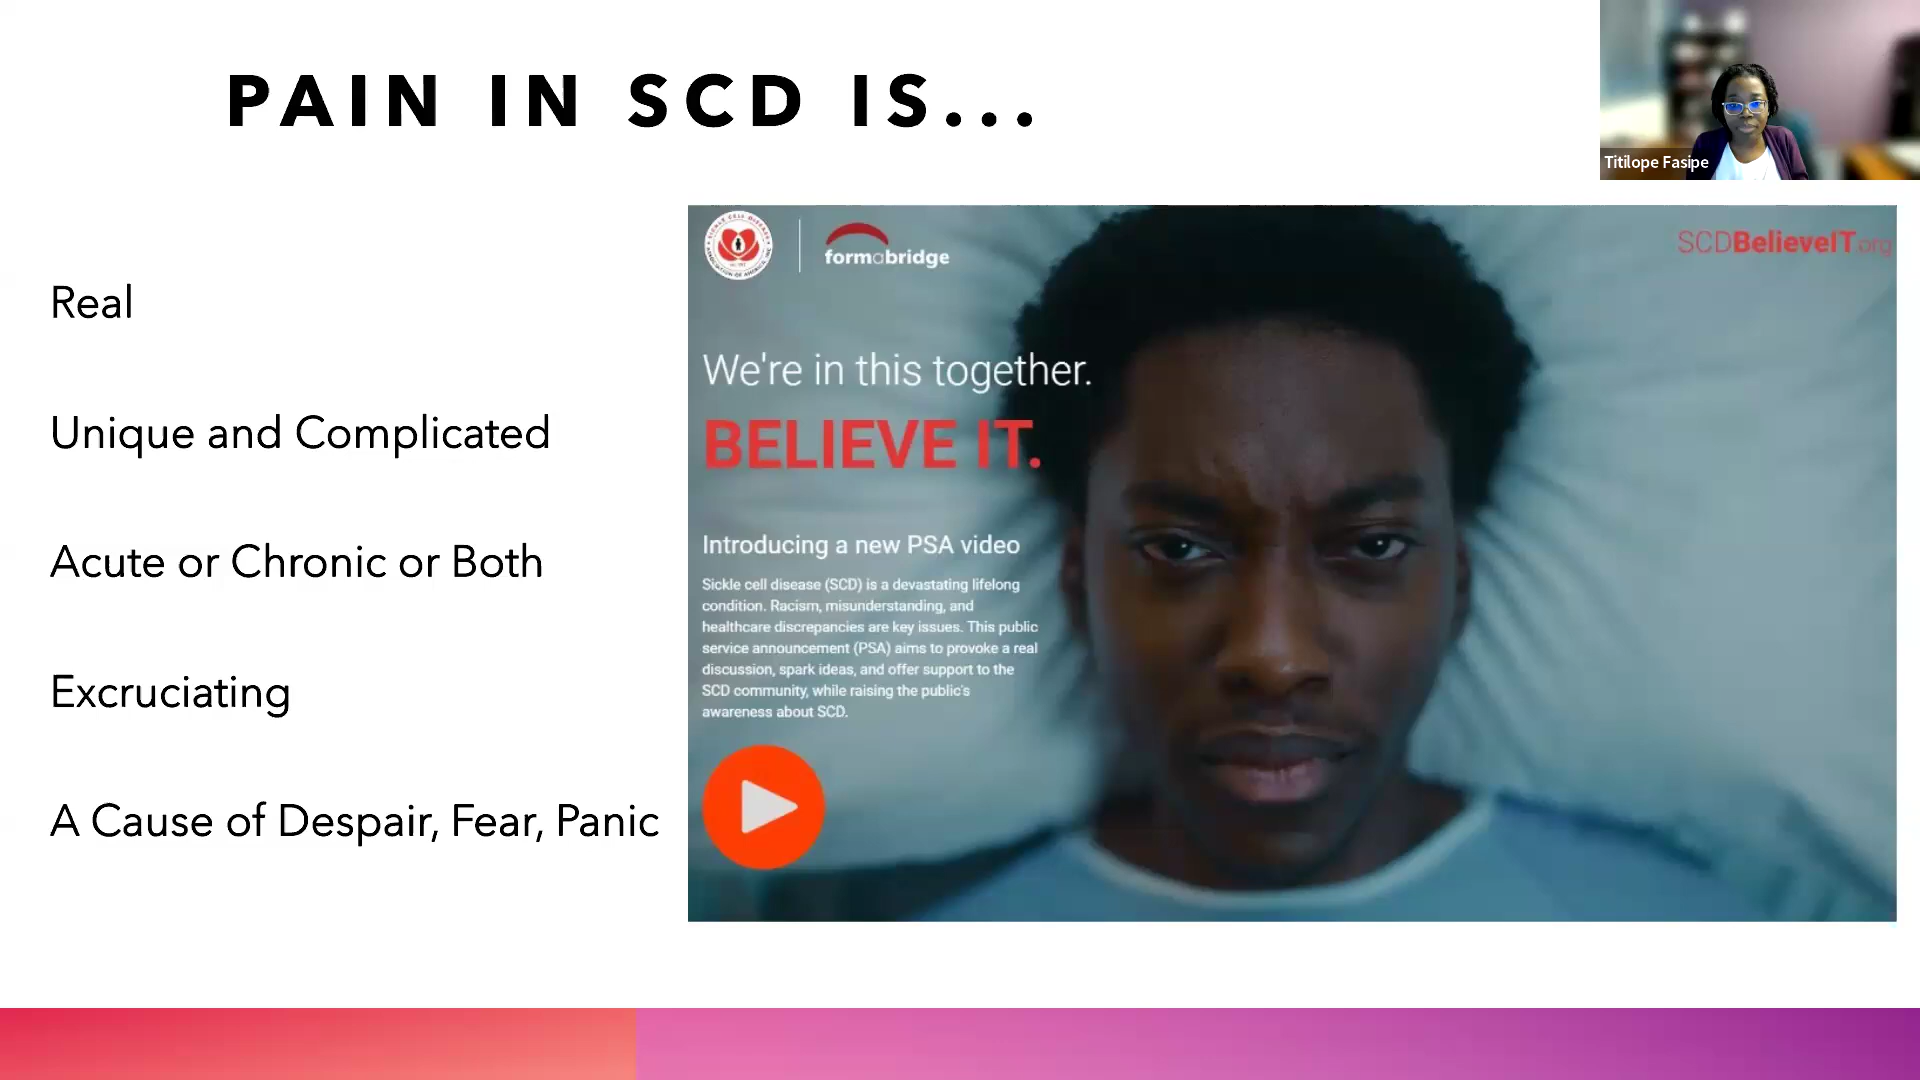 PAIN IN SCD IS...
Titilope Fasipe
Real
Unique and Complicated
Acute or Chronic or Both
Excruciating
A Cause of Despair, Fear, Panic
formabridge
SCDBelieveIT.org
We're in this together.
BELIEVE IT.
Introducing a new PSA video
Sickle cell disease (SCD) is a devastating lifelong
condition. Racism, misunderstanding, and
healthcare discrepancies are key issues. This public
service announcement (PSA) aims to provoke a real
discussion, spark ideas, and offer support to the
SCD community, while raising the public's
awareness about SCD.